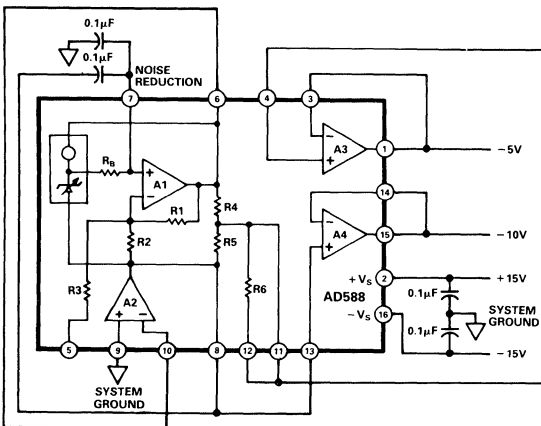 0.1μF
0.1μF
NOISE
REDUCTION
7
6
4
3
A3
1
−5V
RB
A1
14
R1
R4
A4
15
−10V
R2
R5
+VS
2
+15V
R3
R6
AD588
0.1μF
A2
−VS
16
SYSTEM
GROUND
0.1μF
−15V
5
9
10
8
12
11
13
SYSTEM
GROUND